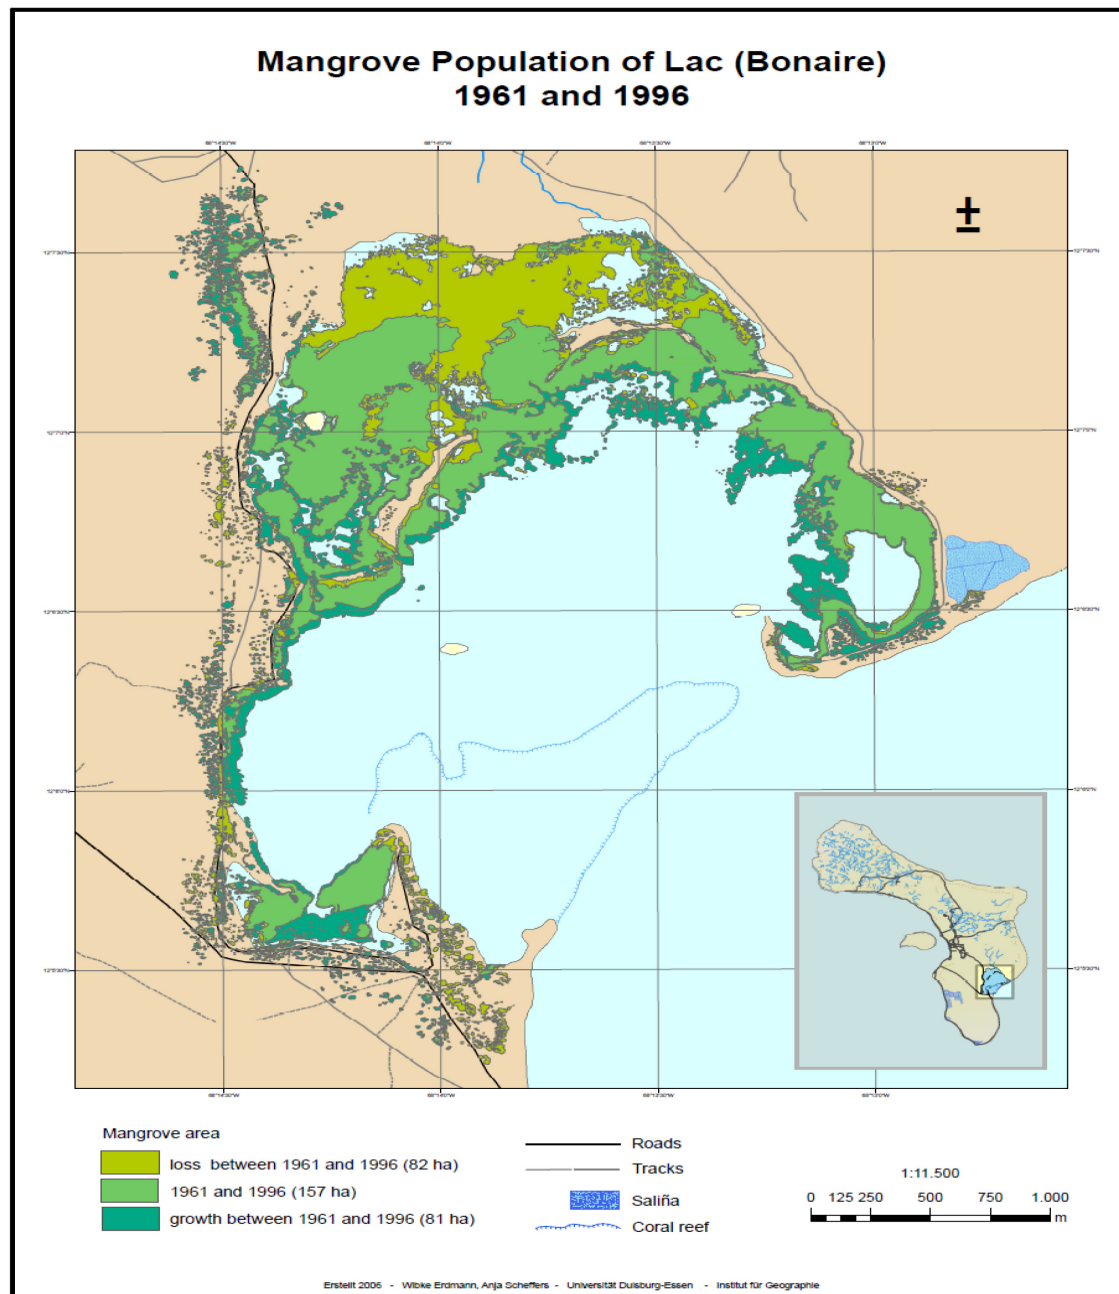 Mangrove Population of Lac (Bonaire)
1961 and 1996
±
Mangrove area
loss between 1961 and 1996 (82 ha)
1961 and 1996 (157 ha)
growth between 1961 and 1996 (81 ha)
Roads
Tracks
Saliña
Coral reef
1:11.500
0 125 250 500 750 1.000
m
Erstellt 2006 - Wibke Erdmann, Anja Scheffers - Universität Duisburg-Essen - Institut für Geographie